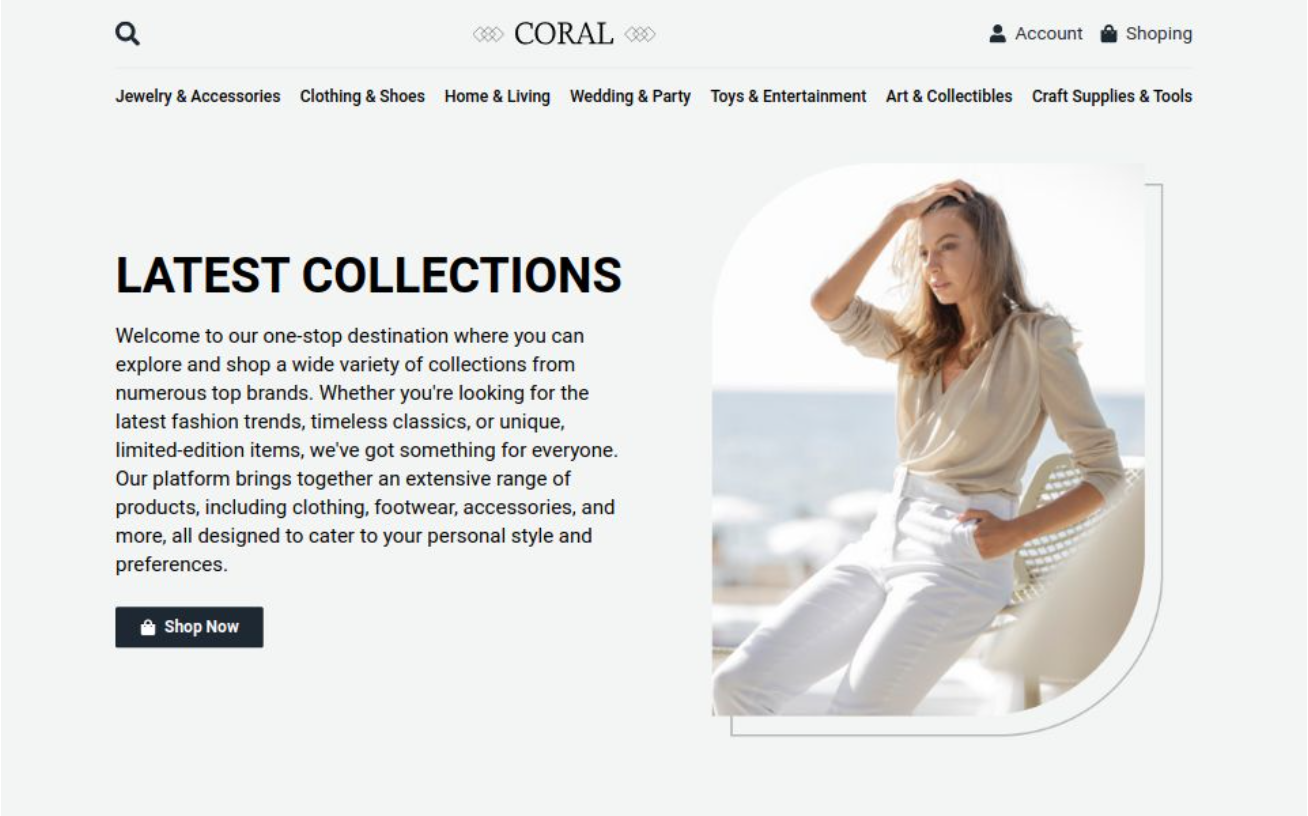 CORAL
Account
Shoping
Jewelry & Accessories Clothing & Shoes Home & Living Wedding & Party Toys & Entertainment Art & Collectibles Craft Supplies & Tools
LATEST COLLECTIONS
Welcome to our one-stop destination where you can
explore and shop a wide variety of collections from
numerous top brands. Whether you're looking for the
latest fashion trends, timeless classics, or unique,
limited-edition items, we've got something for everyone.
Our platform brings together an extensive range of
products, including clothing, footwear, accessories, and
more, all designed to cater to your personal style and
preferences.
Shop Now